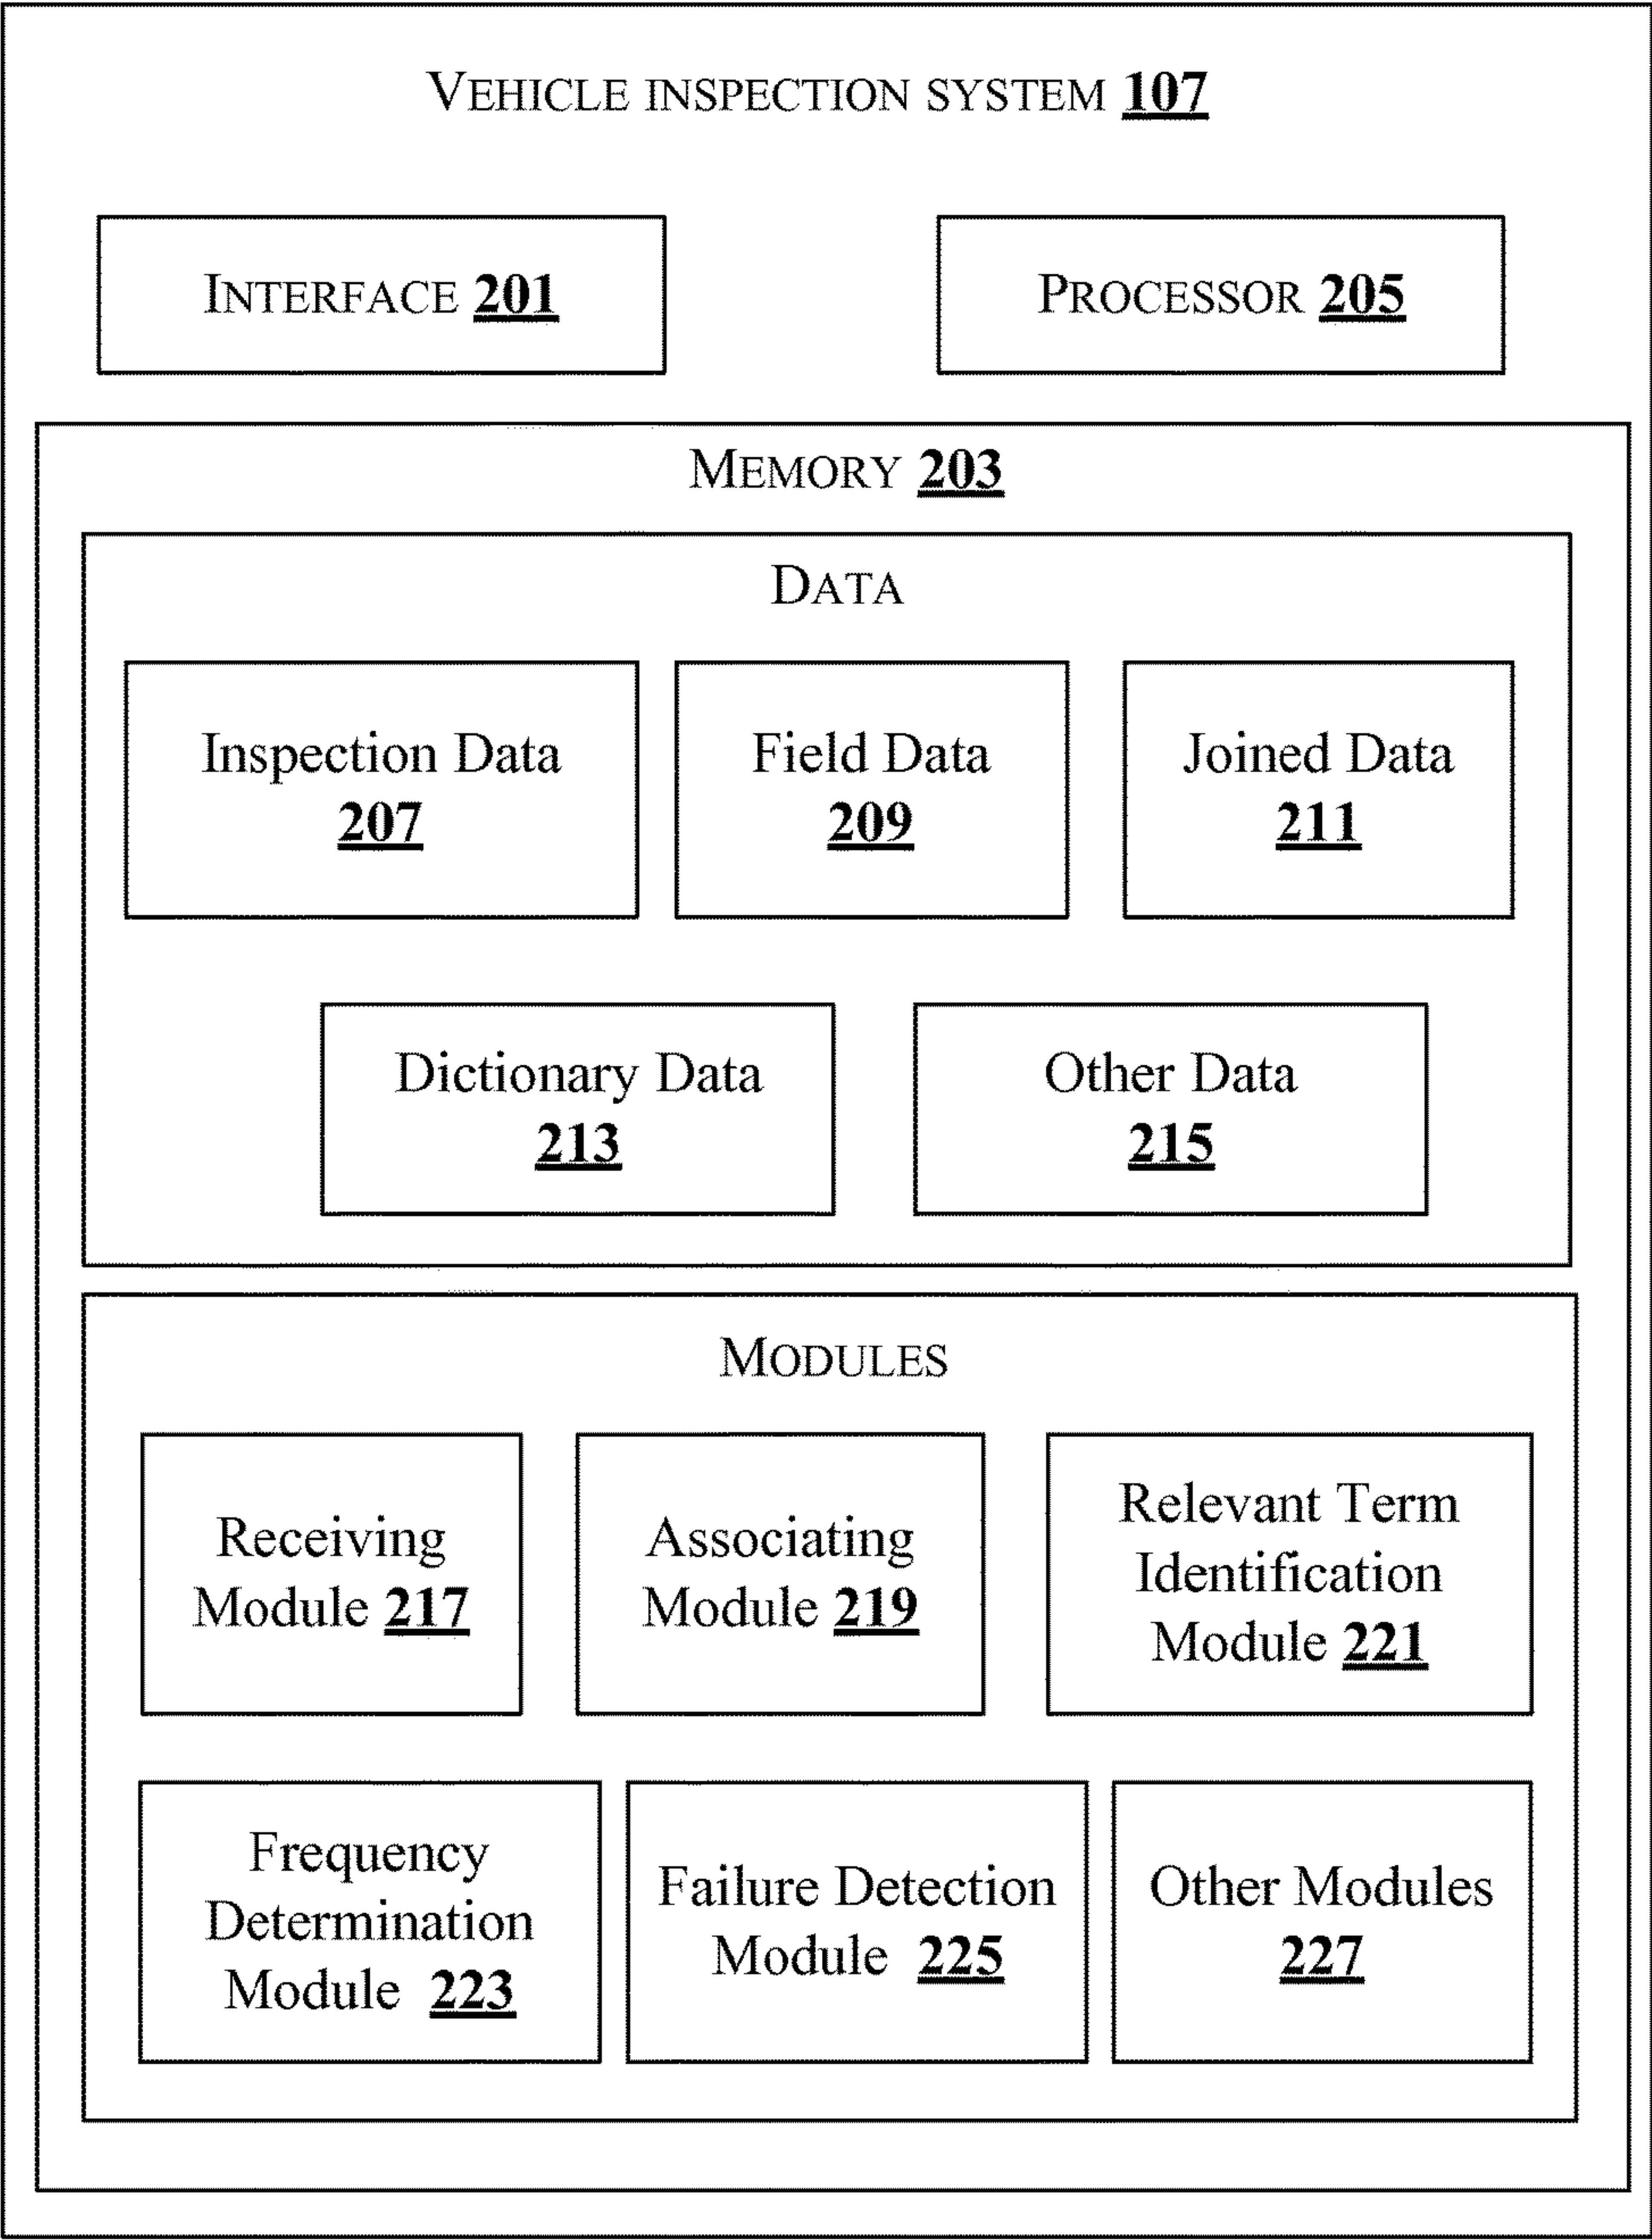 VEHICLE INSPECTION SYSTEM 107
INTERFACE 201
PROCESSOR 205
MEMORY 203
DATA
Inspection Data
207
Field Data
209
Joined Data
211
Dictionary Data
213
Other Data
215
MODULES
Receiving
Module 217
Associating
Module 219
Relevant Term
Identification
Module 221
Frequency
Determination
Module 223
Failure Detection
Module 225
Other Modules
227